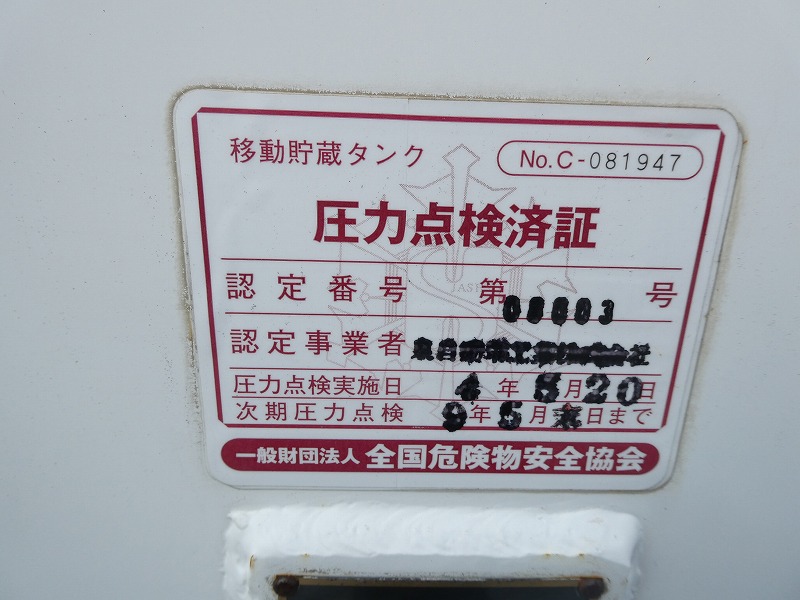 移動貯蔵タンク No.C-081947
圧力点検済証
認定番号 第 号
認定事業者
圧力点検実施日 4年 月20日
次期圧力点検 9年5月末日まで
一般財団法人 全国危険物安全協会